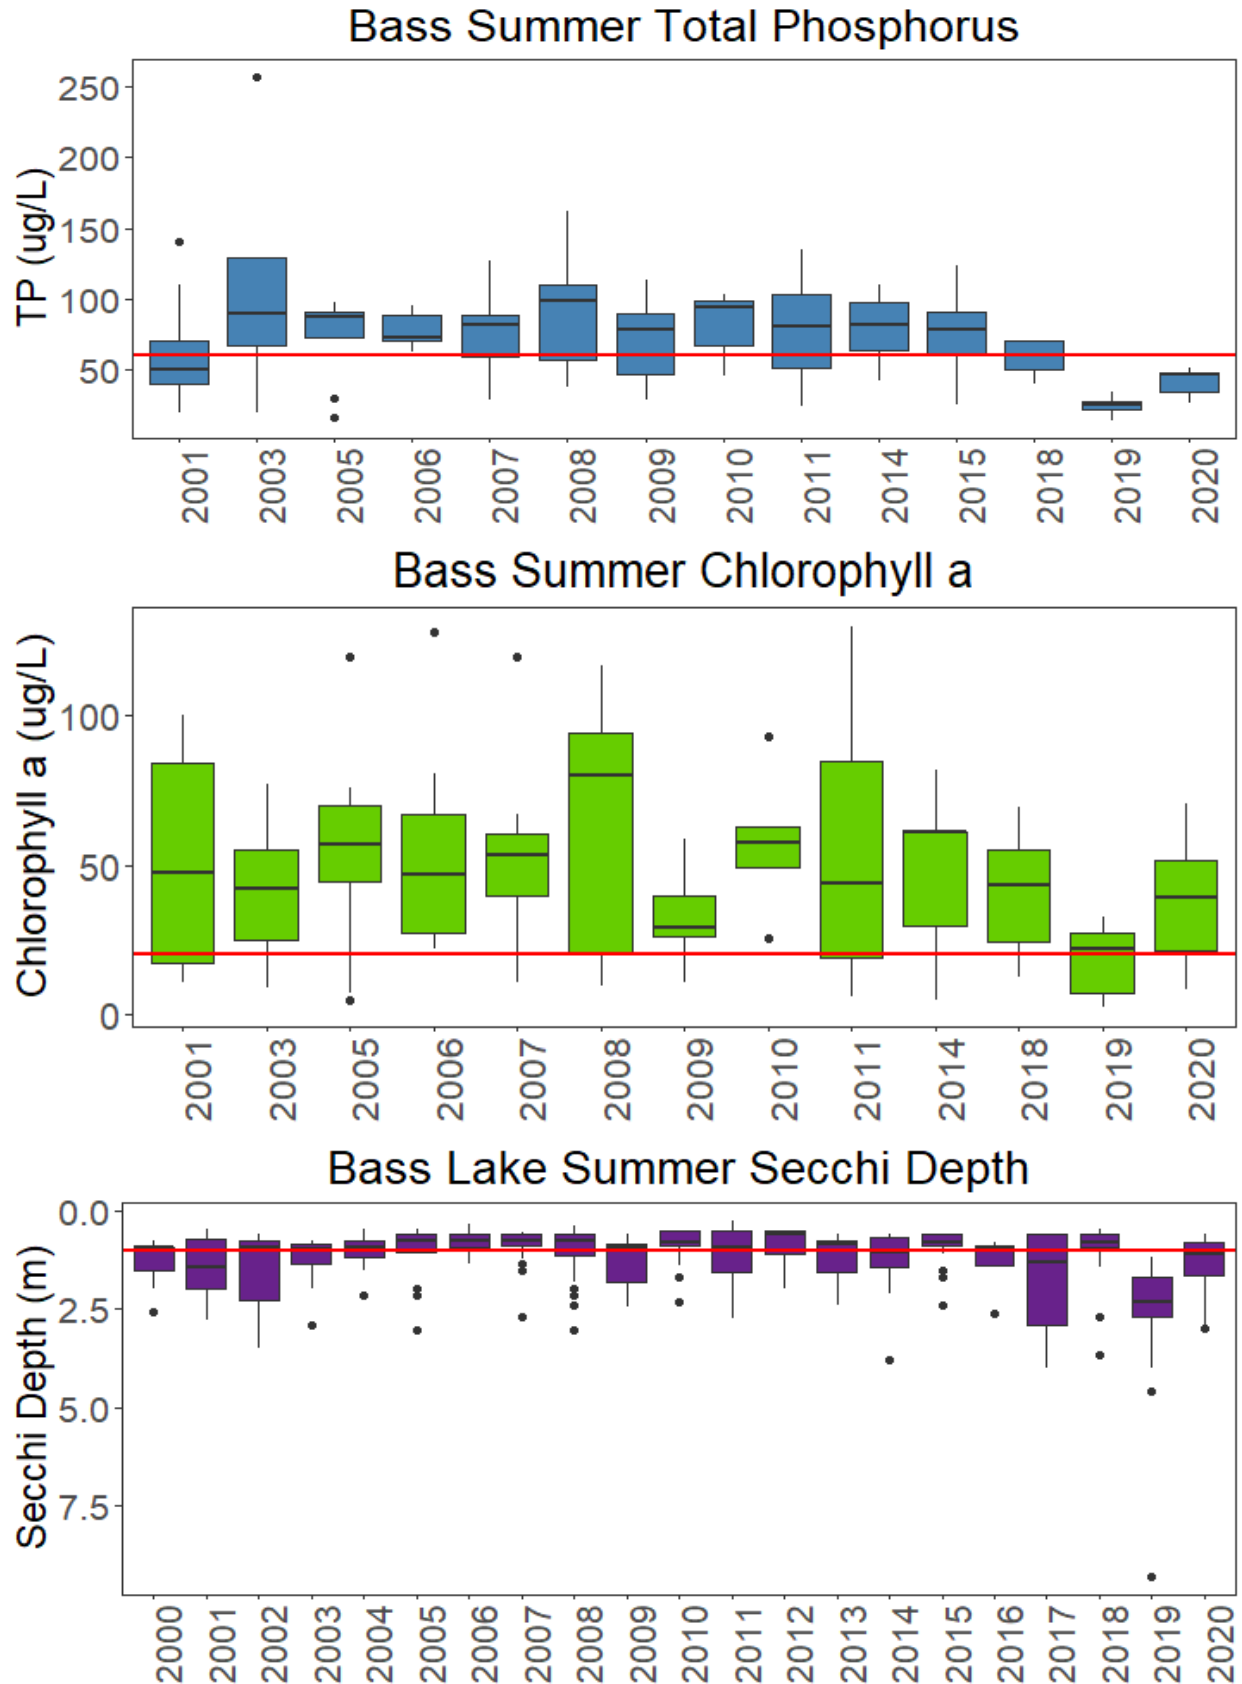 Bass Summer Total Phosphorus
TP (ug/L)
250
200
150
100
50
2001 2003 2005 2006 2007 2008 2009 2010 2011 2014 2015 2018 2019 2020
Bass Summer Chlorophyll a
Chlorophyll a (ug/L)
100
50
0
2001 2003 2005 2006 2007 2008 2009 2010 2011 2014 2018 2019 2020
Bass Lake Summer Secchi Depth
Secchi Depth (m)
0.0
2.5
5.0
7.5
2000 2001 2002 2003 2004 2005 2006 2007 2008 2009 2010 2011 2012 2013 2014 2015 2016 2017 2018 2019 2020